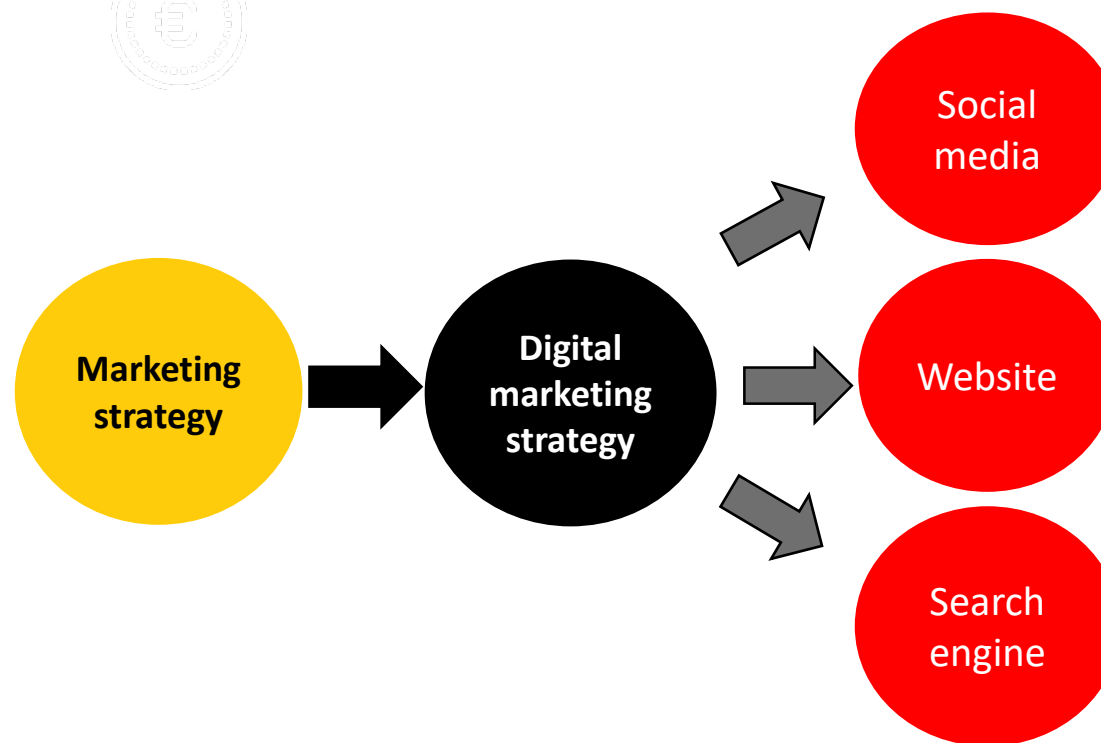 Marketing
strategy
Digital
marketing
strategy
Social
media
Website
Search
engine